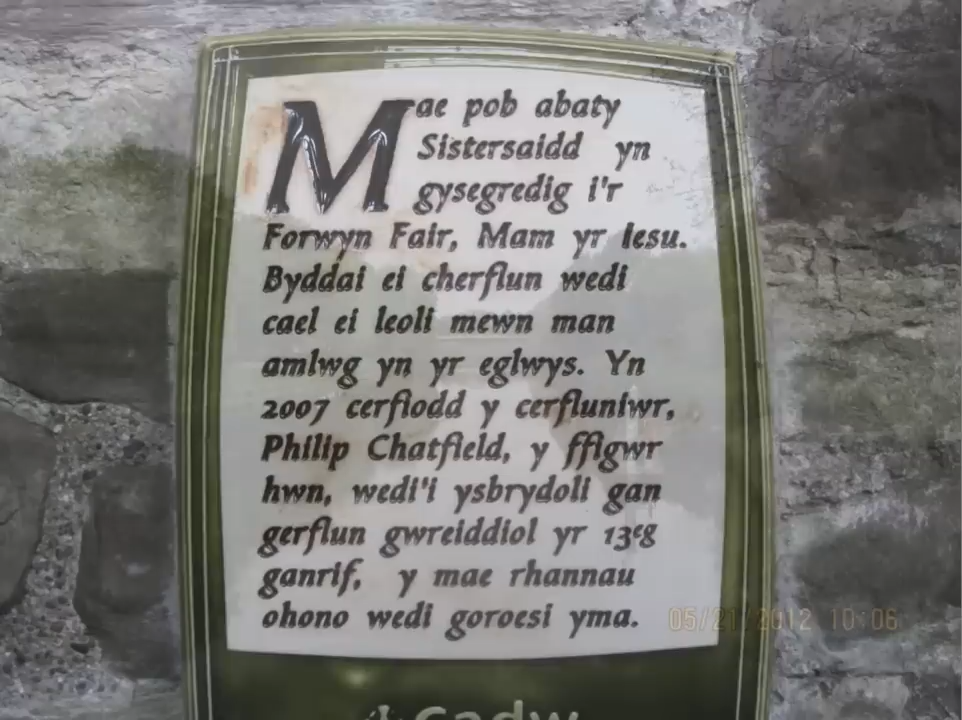 Mae pob abaty
Sistersaidd yn
gysegredig i'r
Forwyn Fair, Mam yr Iesu.
Byddai ei cherflun wedi
cael ei leoli mewn man
amlwg yn yr eglwys. Yn
2007 cerfiodd y cerfluniwr,
Philip Chatfield, y ffigwr
hwn, wedi'i ysbrydoli gan
gerflun gwreiddiol yr 13eg
ganrif, y mae rhannau
ohono wedi goroesi yma.
05/21/2012 10:06
cadw